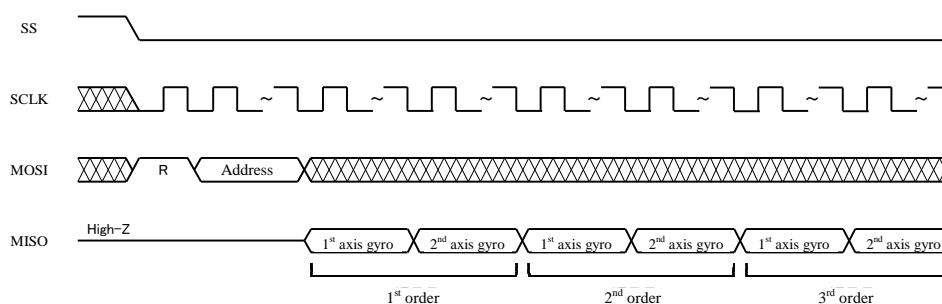 SS
SCLK
~ ~ ~ ~ ~ ~ ~
MOSI R Address
MISO High-Z 1st axis gyro 2nd axis gyro 1st axis gyro 2nd axis gyro 1st axis gyro 2nd axis gyro
1st order 2nd order 3rd order